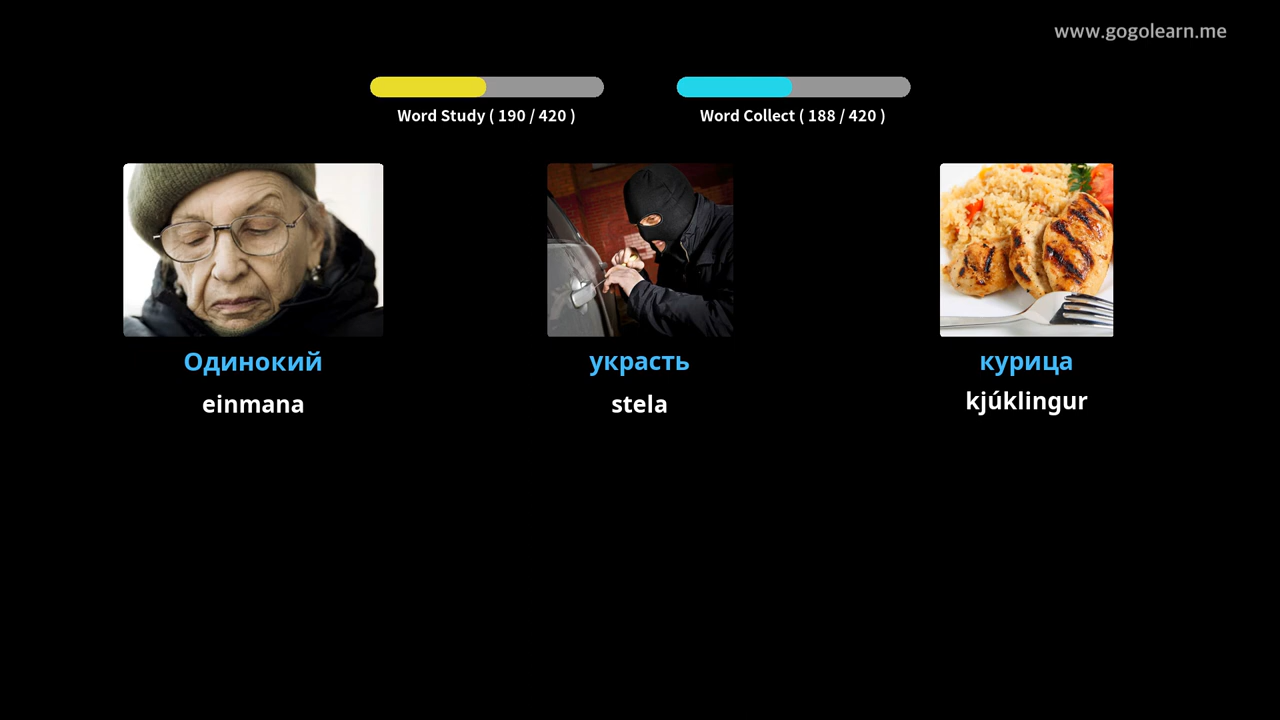 www.gogolearn.me
Word Study ( 190 / 420 )
Word Collect ( 188 / 420 )
Одинокий
украсть
курица
einmana
stela
kjúklingur